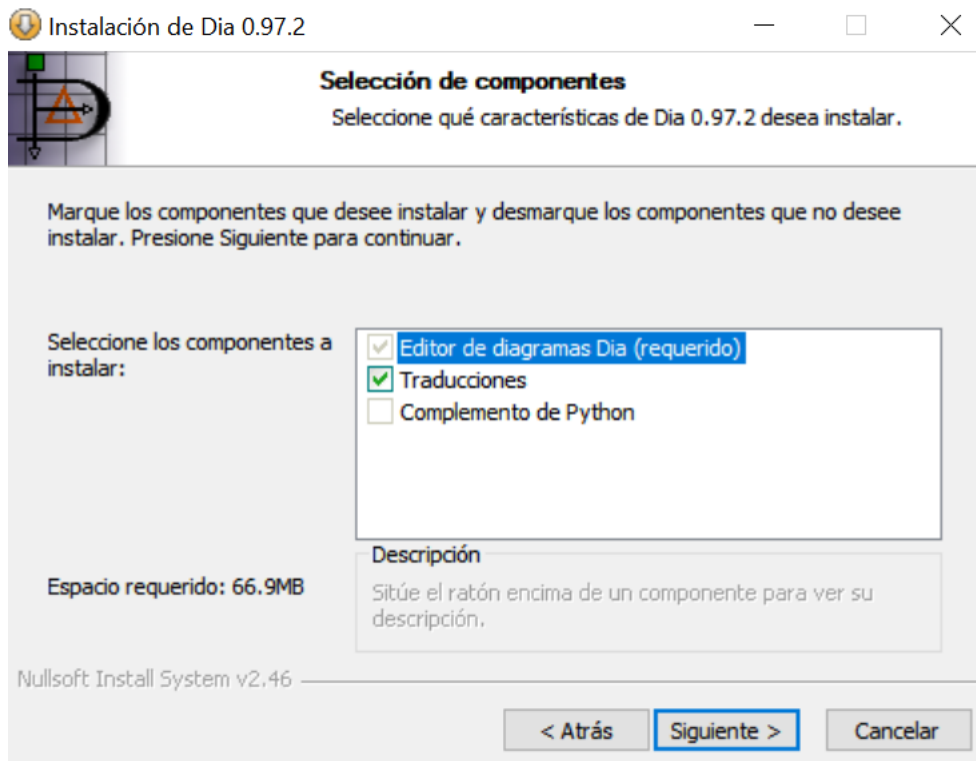 Instalación de Dia 0.97.2
Selección de componentes
Seleccione qué características de Dia 0.97.2 desea instalar.
Marque los componentes que desee instalar y desmarque los componentes que no desee
instalar. Presione Siguiente para continuar.
Seleccione los componentes a
instalar:
Editor de diagramas Dia (requerido)
Traducciones
Complemento de Python
Espacio requerido: 66.9MB
Descripción
Sitúe el ratón encima de un componente para ver su
descripción.
Nullsoft Install System v2.46
< Atrás
Siguiente >
Cancelar